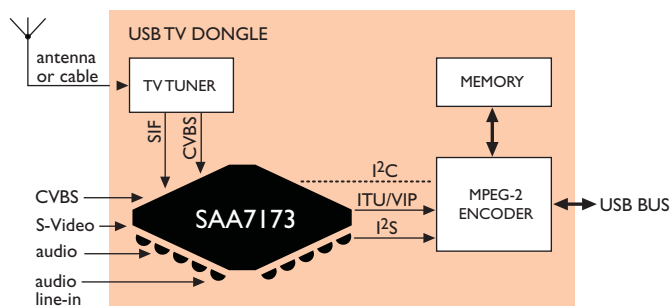 USB TV DONGLE
antenna
or cable
TV TUNER
MEMORY
SIF
CVBS
I²C
CVBS
ITU/VIP
MPEG-2
ENCODER
USB BUS
S-Video
SAA7173
I²S
audio
audio
line-in